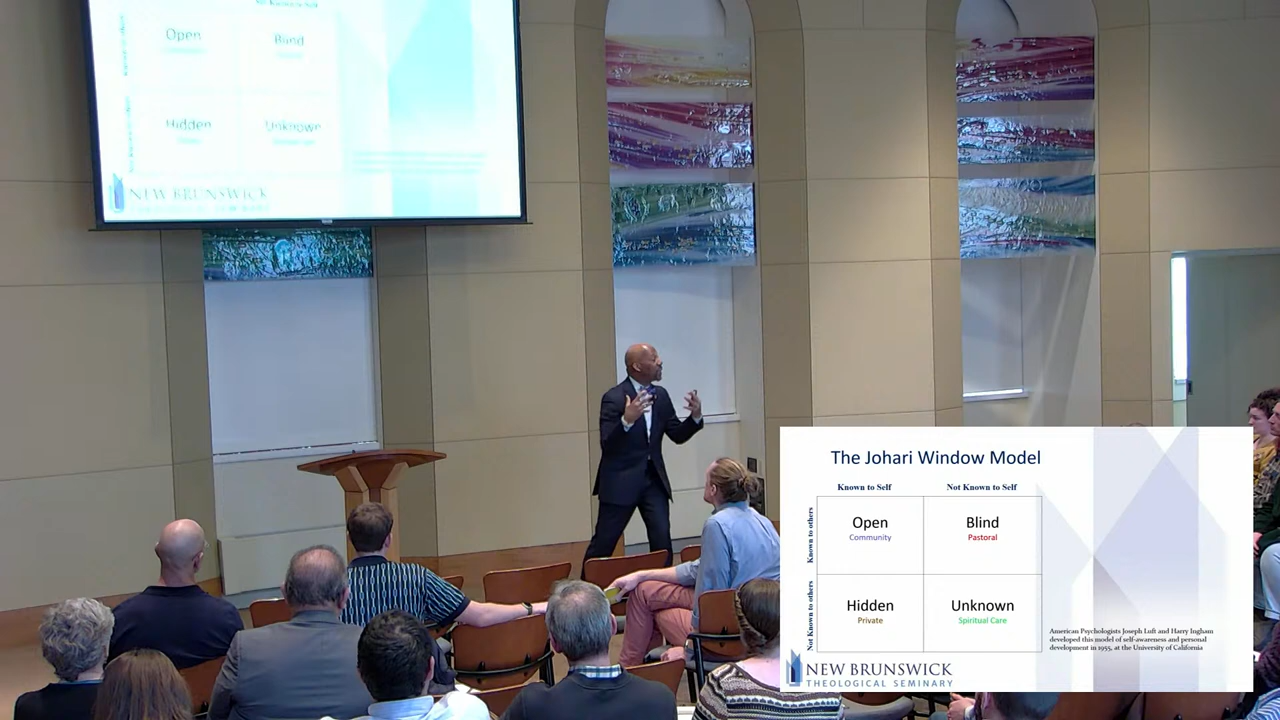 Open
Blind
Hidden
Unknown
NEW BRUNSWICK
THEOLOGICAL SEMINARY
The Johari Window Model
Known to Self
Not Known to Self
Known to others
Open
Community
Blind
Pastoral
Not Known to others
Hidden
Private
Unknown
Spiritual Care
American Psychologists Joseph Luft and Harry Ingham
developed this model of self-awareness and personal
development in 1955, at the University of California
NEW BRUNSWICK
THEOLOGICAL SEMINARY